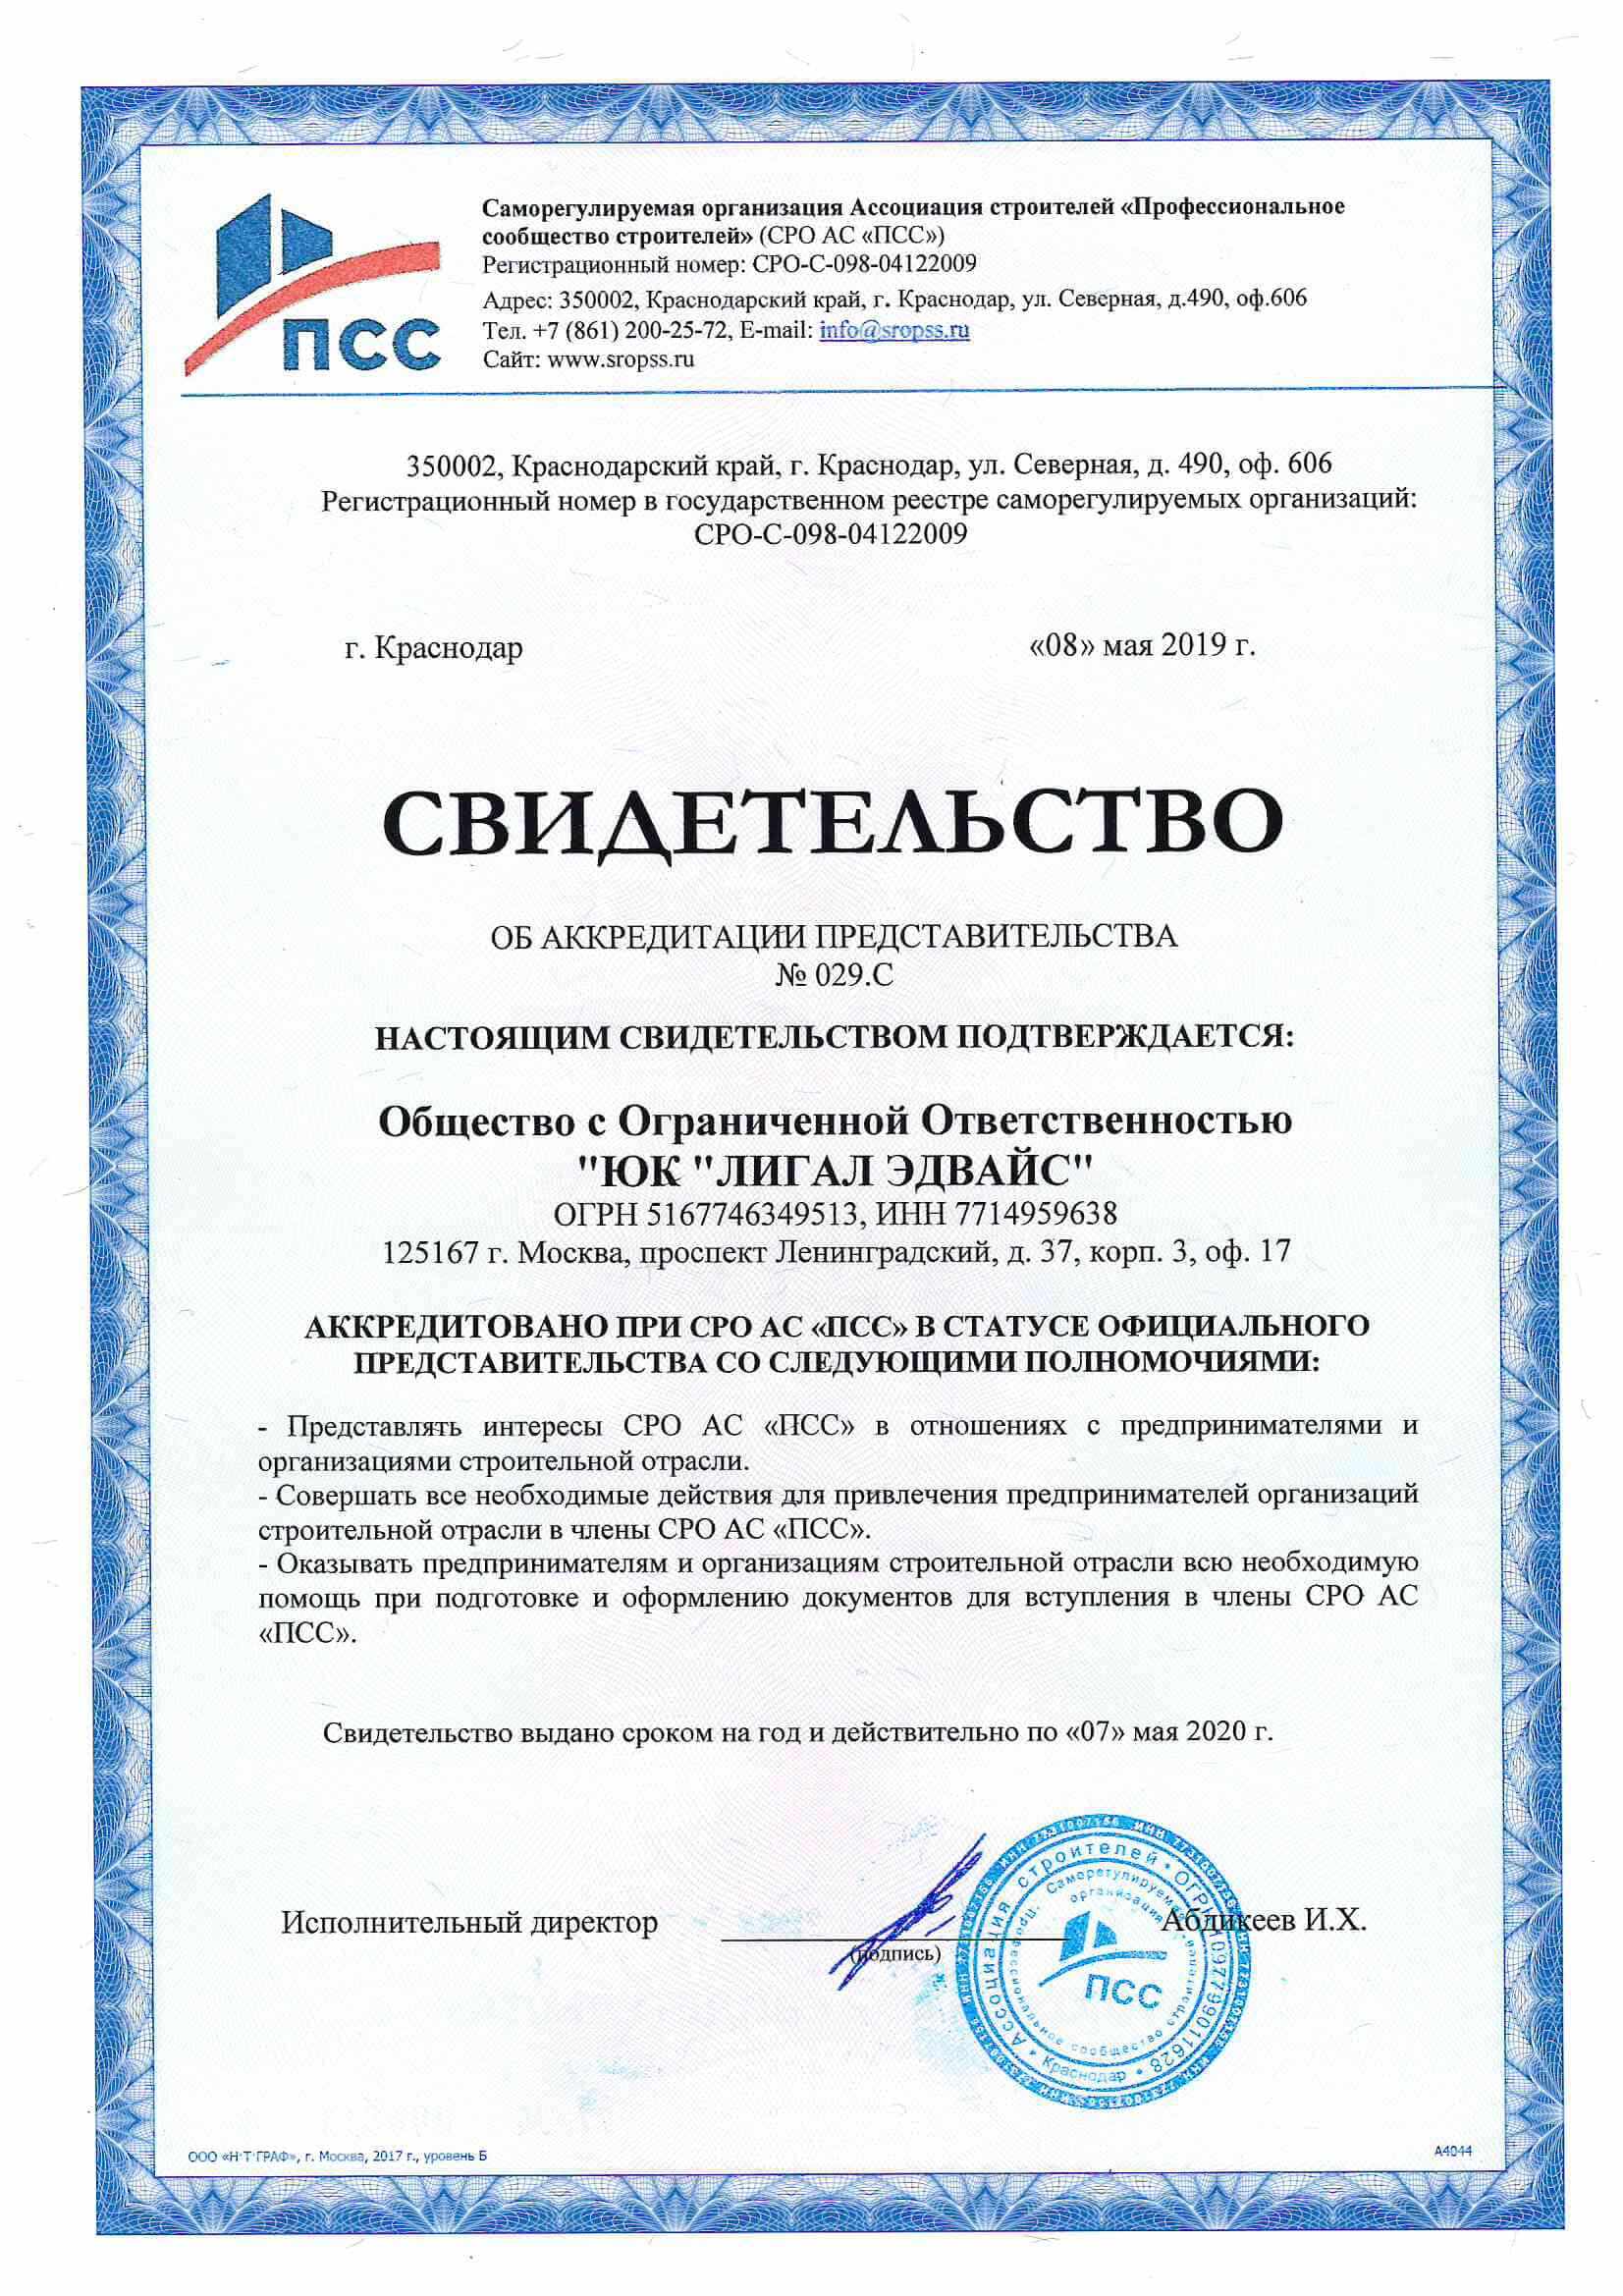 Саморегулируемая организация Ассоциация строителей «Профессиональное
сообщество строителей» (СРО АС «ПСС»)
Регистрационный номер: СРО-С-098-04122009
Адрес: 350002, Краснодарский край, г. Краснодар, ул. Северная, д.490, оф.606
Тел. +7 (861) 200-25-72, E-mail: info@sropss.ru
Сайт: www.sropss.ru
ПСС
350002, Краснодарский край, г. Краснодар, ул. Северная, д. 490, оф. 606
Регистрационный номер в государственном реестре саморегулируемых организаций:
СРО-С-098-04122009
г. Краснодар «08» мая 2019 г.
СВИДЕТЕЛЬСТВО
ОБ АККРЕДИТАЦИИ ПРЕДСТАВИТЕЛЬСТВА
№ 029.С
НАСТОЯЩИМ СВИДЕТЕЛЬСТВОМ ПОДТВЕРЖДАЕТСЯ:
Общество с Ограниченной Ответственностью
"ЮК "ЛИГАЛ ЭДВАЙС"
ОГРН 5167746349513, ИНН 7714959638
125167 г. Москва, проспект Ленинградский, д. 37, корп. 3, оф. 17
АККРЕДИТОВАНО ПРИ СРО АС «ПСС» В СТАТУСЕ ОФИЦИАЛЬНОГО
ПРЕДСТАВИТЕЛЬСТВА СО СЛЕДУЮЩИМИ ПОЛНОМОЧИЯМИ:
- Представлять интересы СРО АС «ПСС» в отношениях с предпринимателями и
организациями строительной отрасли.
- Совершать все необходимые действия для привлечения предпринимателей организаций
строительной отрасли в члены СРО АС «ПСС».
- Оказывать предпринимателям и организациям строительной отрасли всю необходимую
помощь при подготовке и оформлению документов для вступления в члены СРО АС
«ПСС».
Свидетельство выдано сроком на год и действительно по «07» мая 2020 г.
Исполнительный директор Абдикеев И.Х.
(подпись)
Ассоциация строителей • ОГРН 1097799011628 • Краснодар •
Саморегулируемая организация
Профессиональное сообщество строителей
ПСС
ООО «Н·Т·ГРАФ», г. Москва, 2017 г., уровень Б
А4044